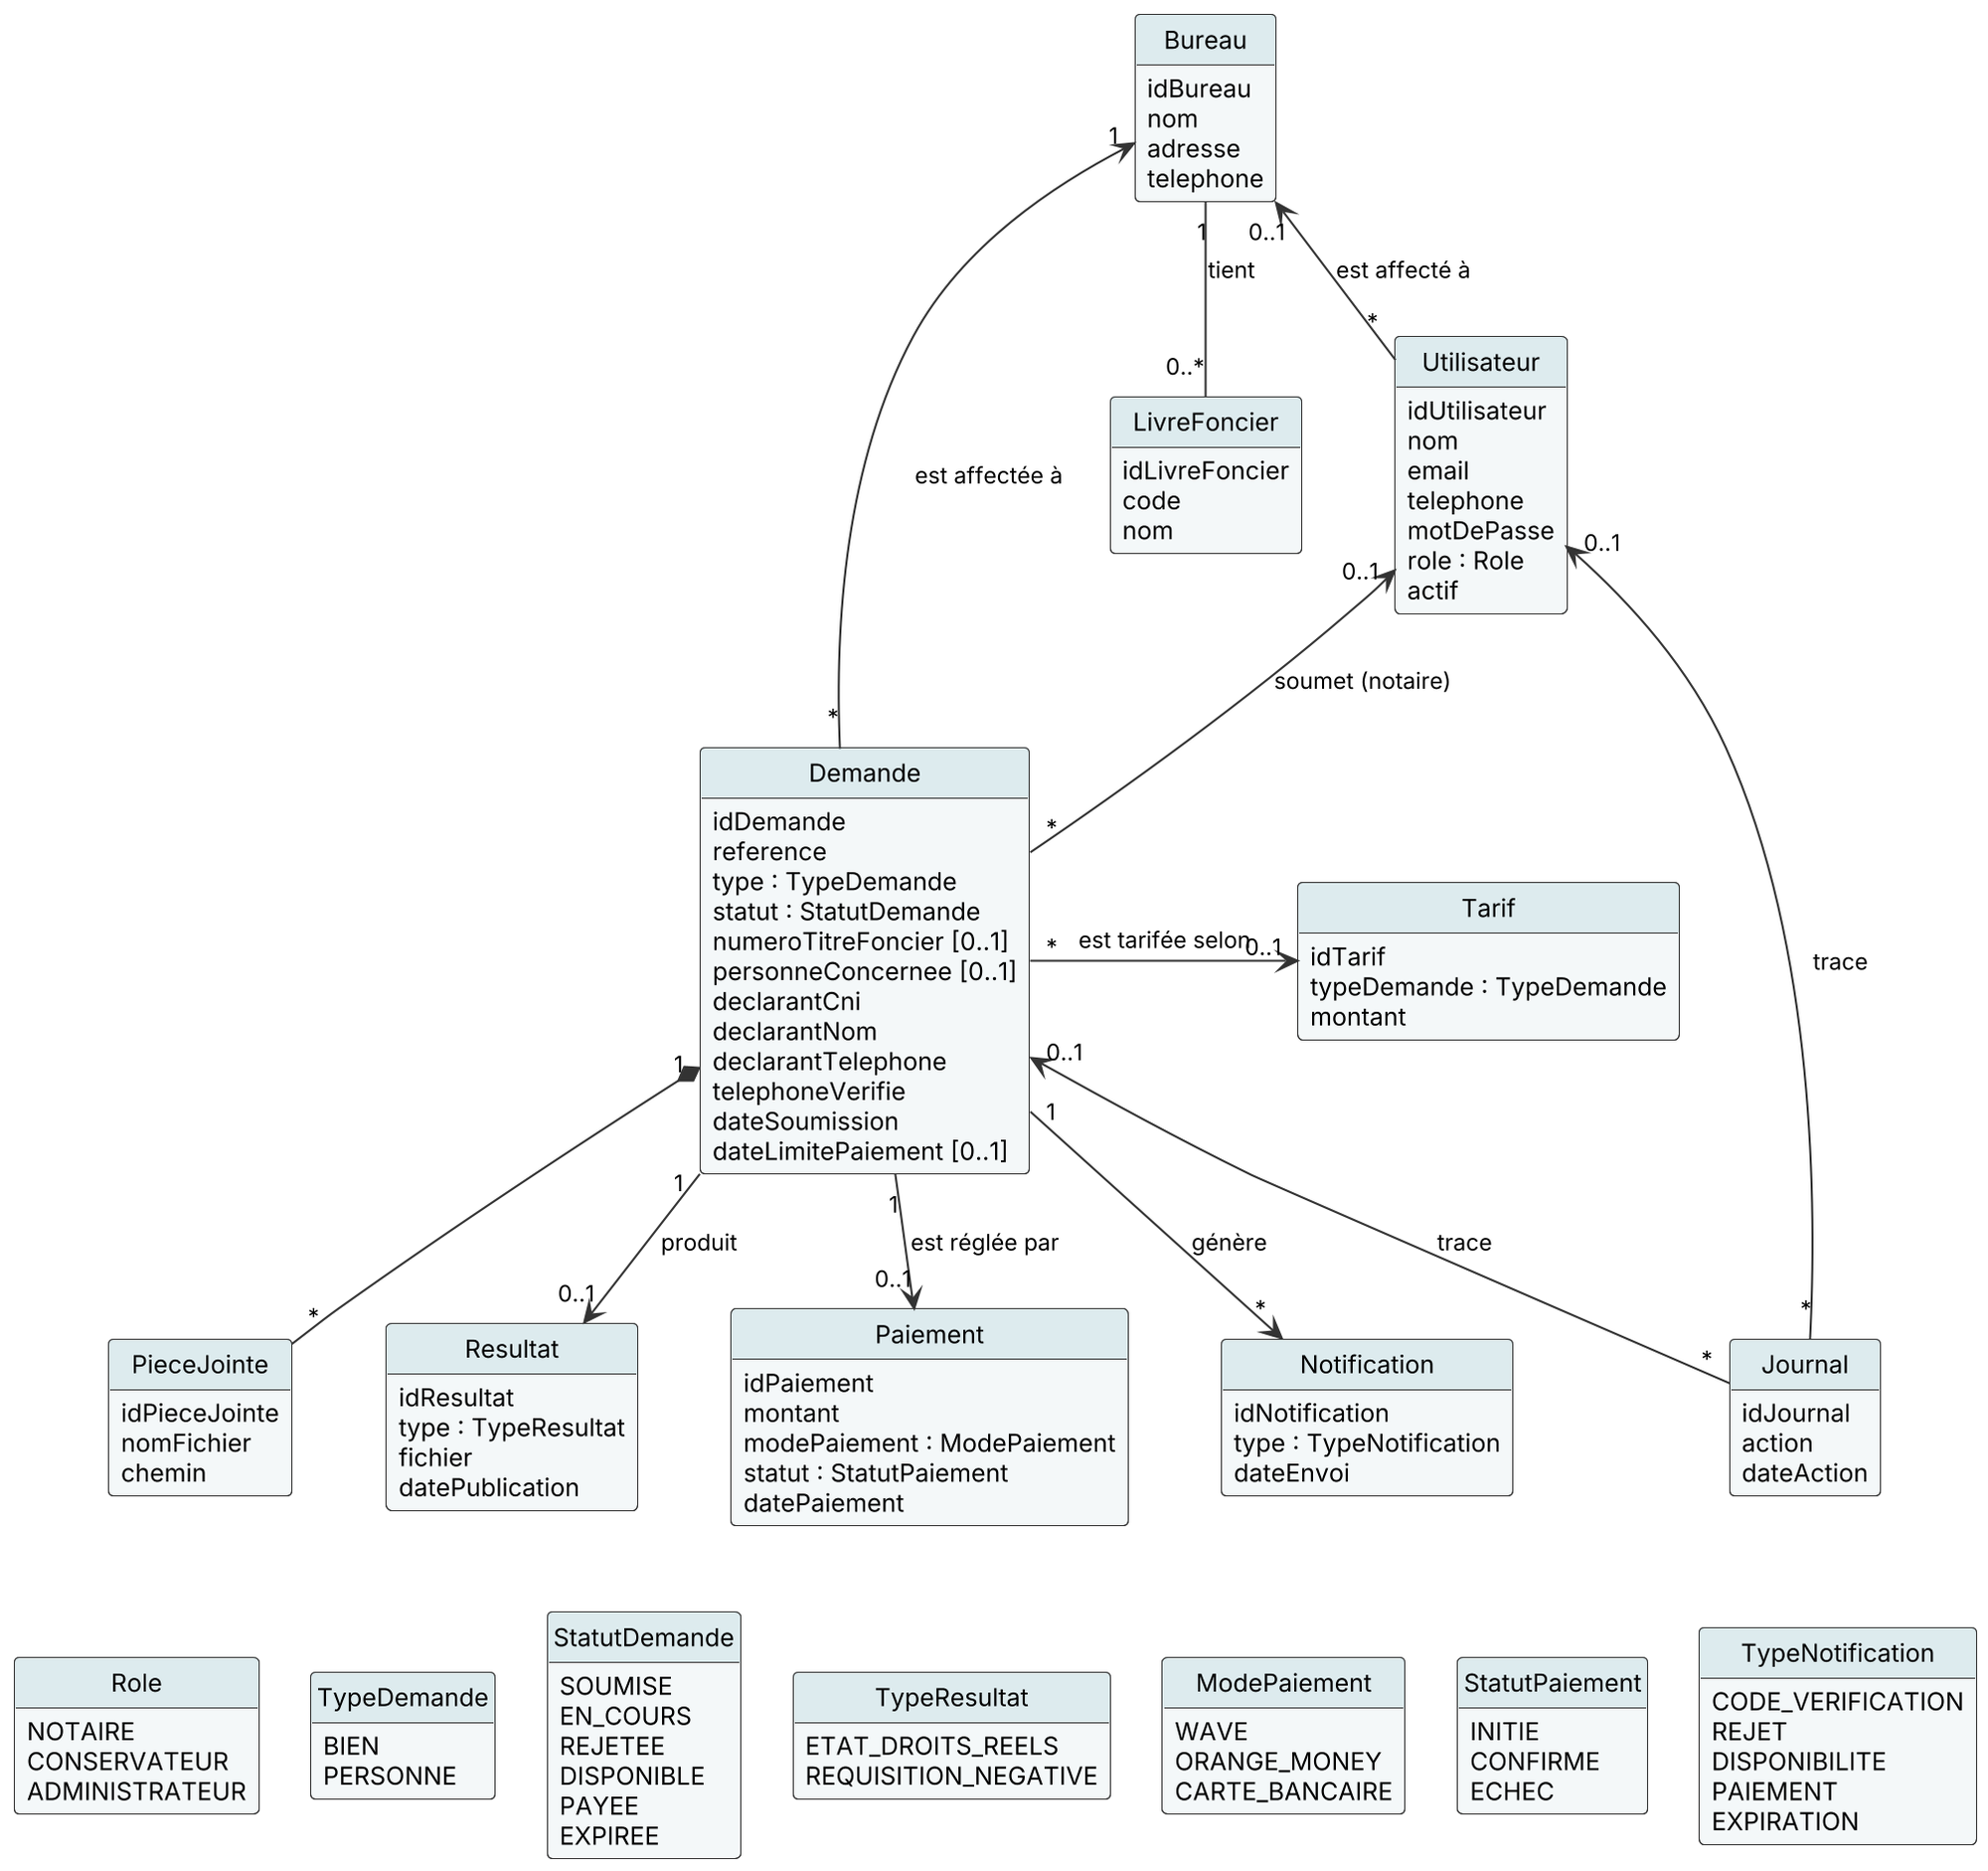 Bureau
idBureau
nom
adresse
telephone
1
1
0..1
tient
est affecté à
*
0..*
Utilisateur
idUtilisateur
nom
email
telephone
motDePasse
role : Role
actif
LivreFoncier
idLivreFoncier
code
nom
est affectée à
0..1
0..1
soumet (notaire)
*
Demande
idDemande
reference
type : TypeDemande
statut : StatutDemande
numeroTitreFoncier [0..1]
personneConcernee [0..1]
declarantCni
declarantNom
declarantTelephone
telephoneVerifie
dateSoumission
dateLimitePaiement [0..1]
*
* est tarifée selon 0..1
Tarif
idTarif
typeDemande : TypeDemande
montant
trace
1
0..1
1
1
1
produit
est réglée par
génère
trace
*
0..1
0..1
*
*
*
PieceJointe
idPieceJointe
nomFichier
chemin
Resultat
idResultat
type : TypeResultat
fichier
datePublication
Paiement
idPaiement
montant
modePaiement : ModePaiement
statut : StatutPaiement
datePaiement
Notification
idNotification
type : TypeNotification
dateEnvoi
Journal
idJournal
action
dateAction
Role
NOTAIRE
CONSERVATEUR
ADMINISTRATEUR
TypeDemande
BIEN
PERSONNE
StatutDemande
SOUMISE
EN_COURS
REJETEE
DISPONIBLE
PAYEE
EXPIREE
TypeResultat
ETAT_DROITS_REELS
REQUISITION_NEGATIVE
ModePaiement
WAVE
ORANGE_MONEY
CARTE_BANCAIRE
StatutPaiement
INITIE
CONFIRME
ECHEC
TypeNotification
CODE_VERIFICATION
REJET
DISPONIBILITE
PAIEMENT
EXPIRATION